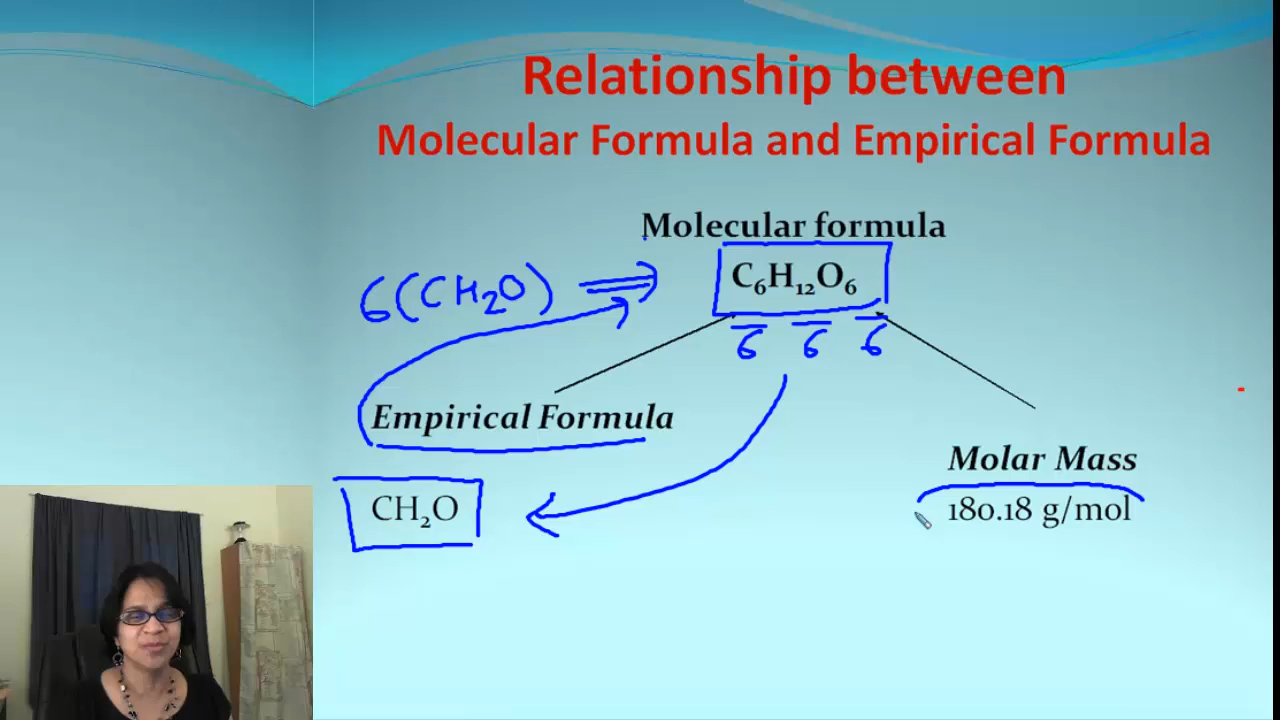 Relationship between
Molecular Formula and Empirical Formula
Molecular formula
6(CH₂O) ⟹ C₆H₁₂O₆
6 6 6
Empirical Formula
Molar Mass
CH₂O
180.18 g/mol